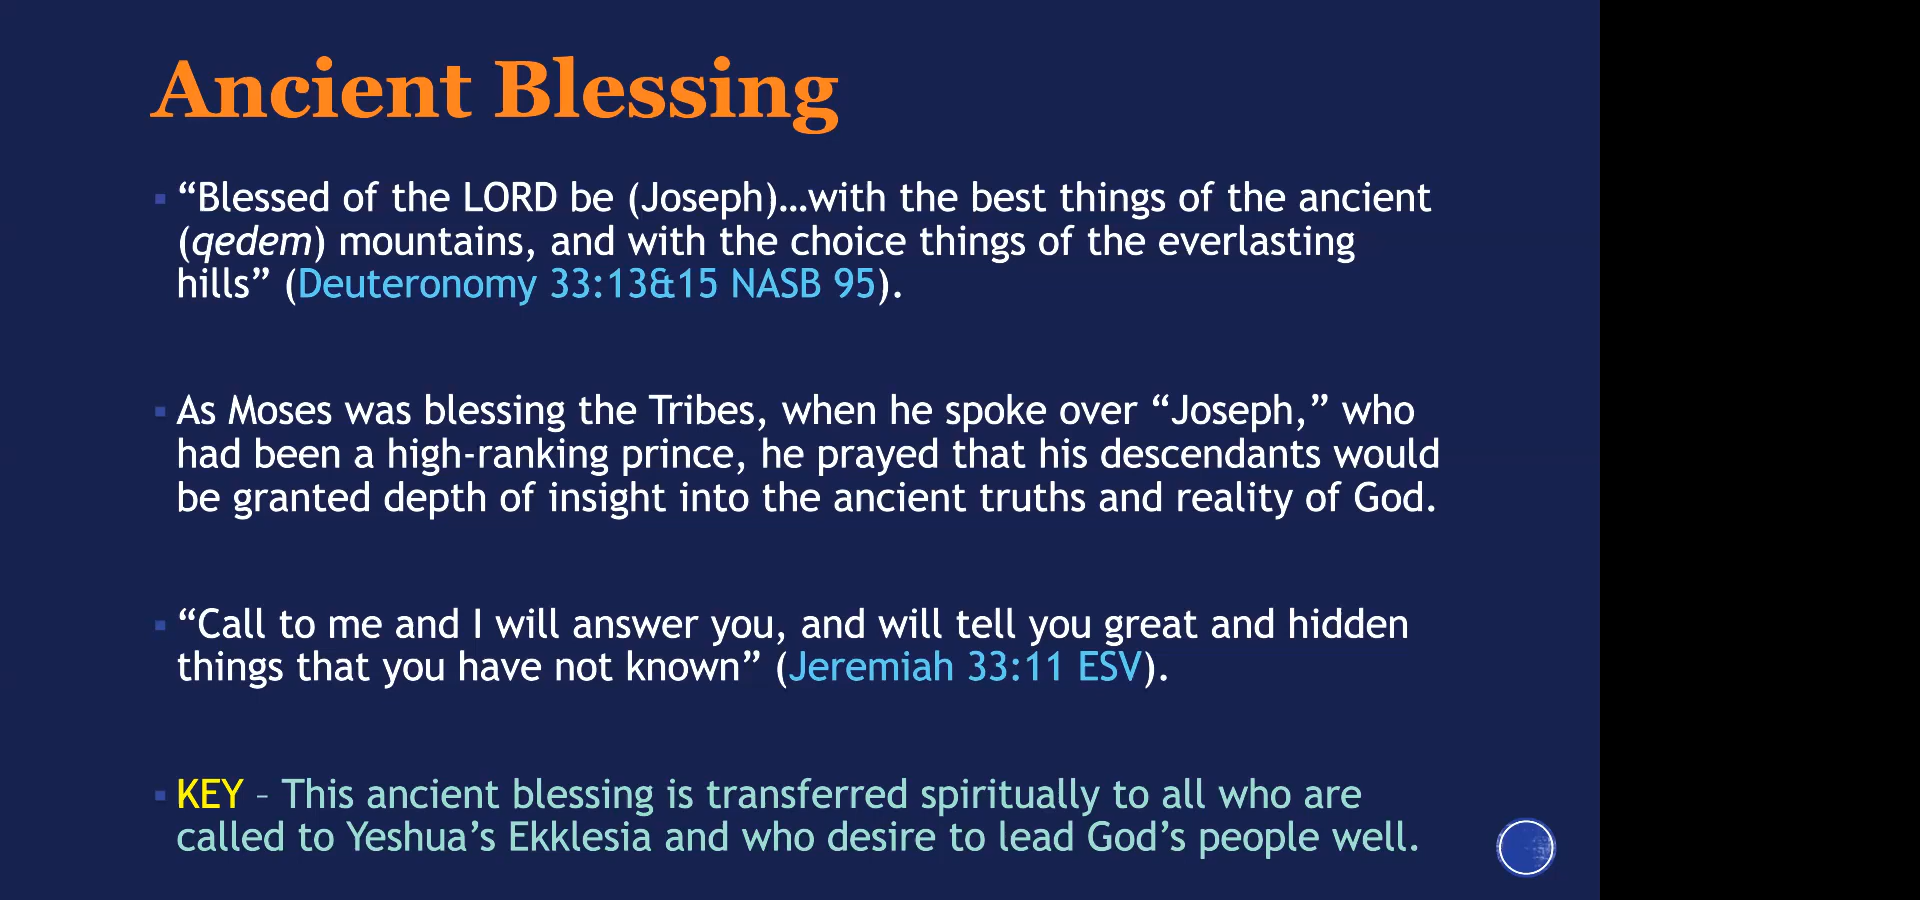 Ancient Blessing
▪ “Blessed of the LORD be (Joseph)…with the best things of the ancient
(qedem) mountains, and with the choice things of the everlasting
hills” (Deuteronomy 33:13&15 NASB 95).
▪ As Moses was blessing the Tribes, when he spoke over “Joseph,” who
had been a high-ranking prince, he prayed that his descendants would
be granted depth of insight into the ancient truths and reality of God.
▪ “Call to me and I will answer you, and will tell you great and hidden
things that you have not known” (Jeremiah 33:11 ESV).
▪ KEY – This ancient blessing is transferred spiritually to all who are
called to Yeshua’s Ekklesia and who desire to lead God’s people well.